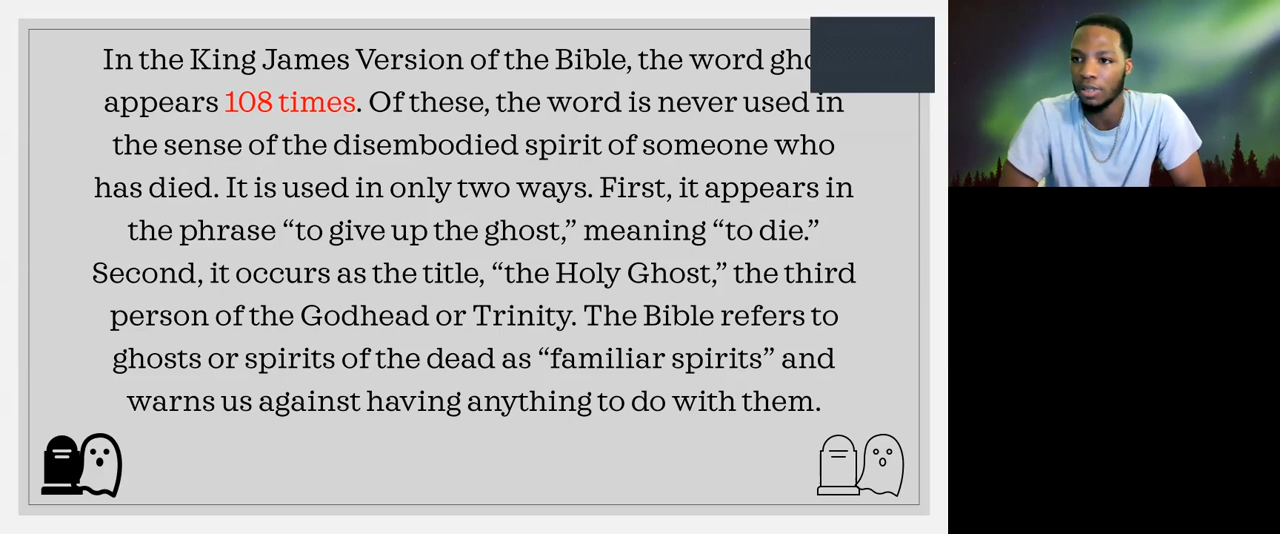 In the King James Version of the Bible, the word
appears 108 times. Of these, the word is never used in
the sense of the disembodied spirit of someone who
has died. It is used in only two ways. First, it appears in
the phrase “to give up the ghost,” meaning “to die.”
Second, it occurs as the title, “the Holy Ghost,” the third
person of the Godhead or Trinity. The Bible refers to
ghosts or spirits of the dead as “familiar spirits” and
warns us against having anything to do with them.